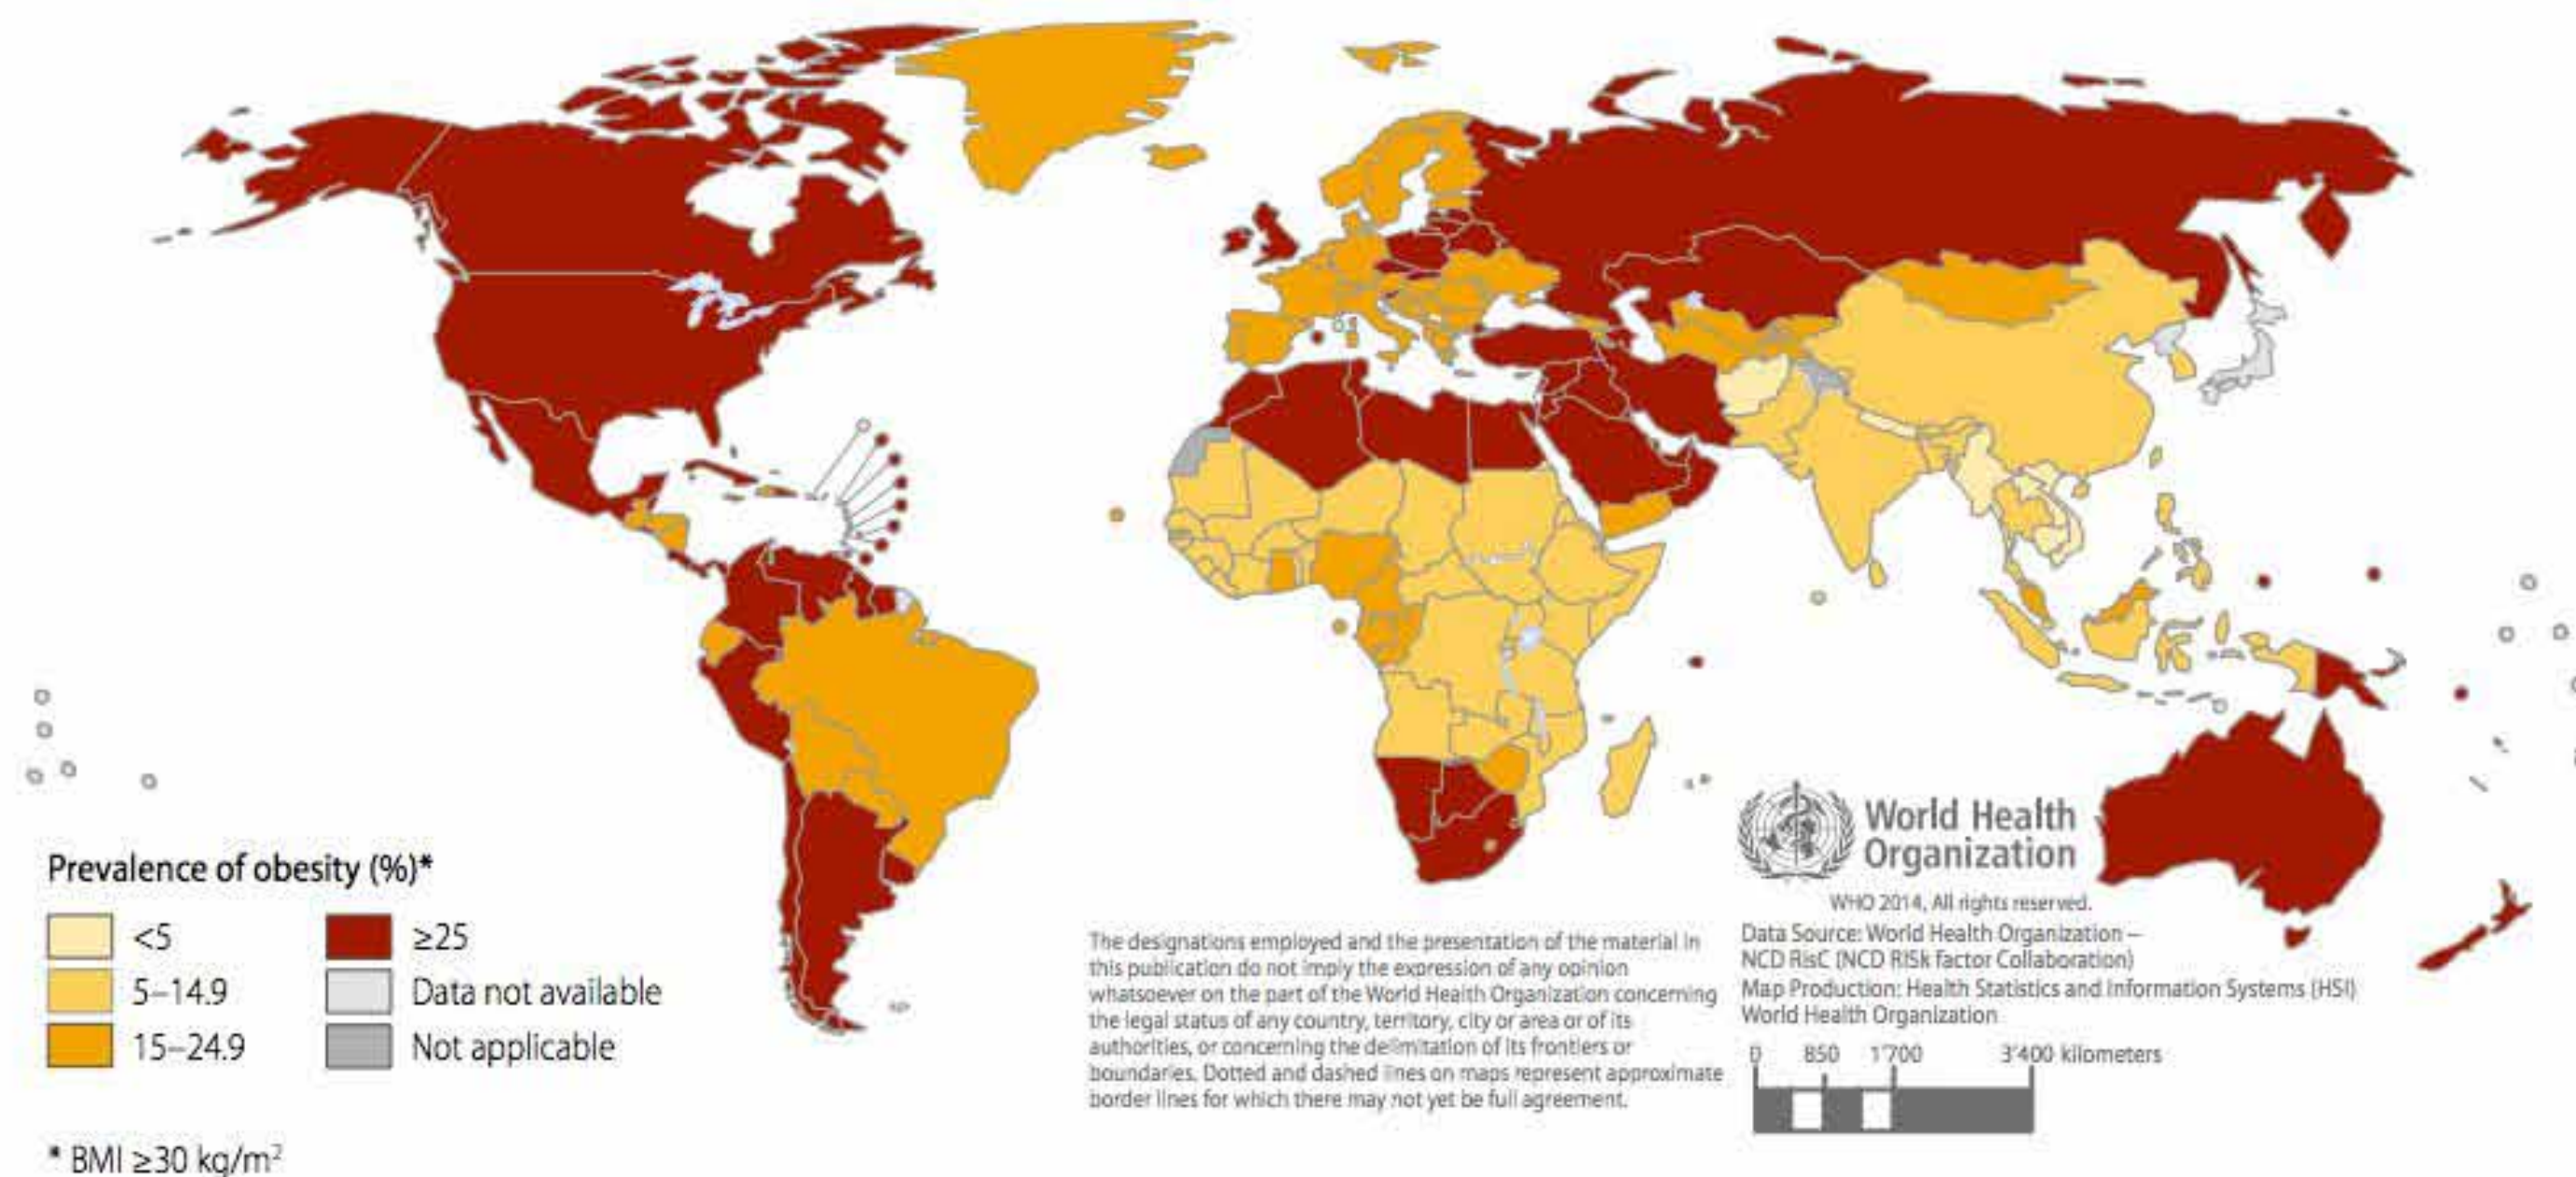 Prevalence of obesity (%)*
<5
5–14.9
15–24.9
≥25
Data not available
Not applicable
* BMI ≥30 kg/m²
The designations employed and the presentation of the material in
this publication do not imply the expression of any opinion
whatsoever on the part of the World Health Organization concerning
the legal status of any country, territory, city or area or of its
authorities, or concerning the delimitation of its frontiers or
boundaries. Dotted and dashed lines on maps represent approximate
border lines for which there may not yet be full agreement.
World Health
Organization
WHO 2014, All rights reserved.
Data Source: World Health Organization –
NCD RisC (NCD RISk factor Collaboration)
Map Production: Health Statistics and Information Systems (HSI)
World Health Organization
0 850 1'700 3'400 kilometers